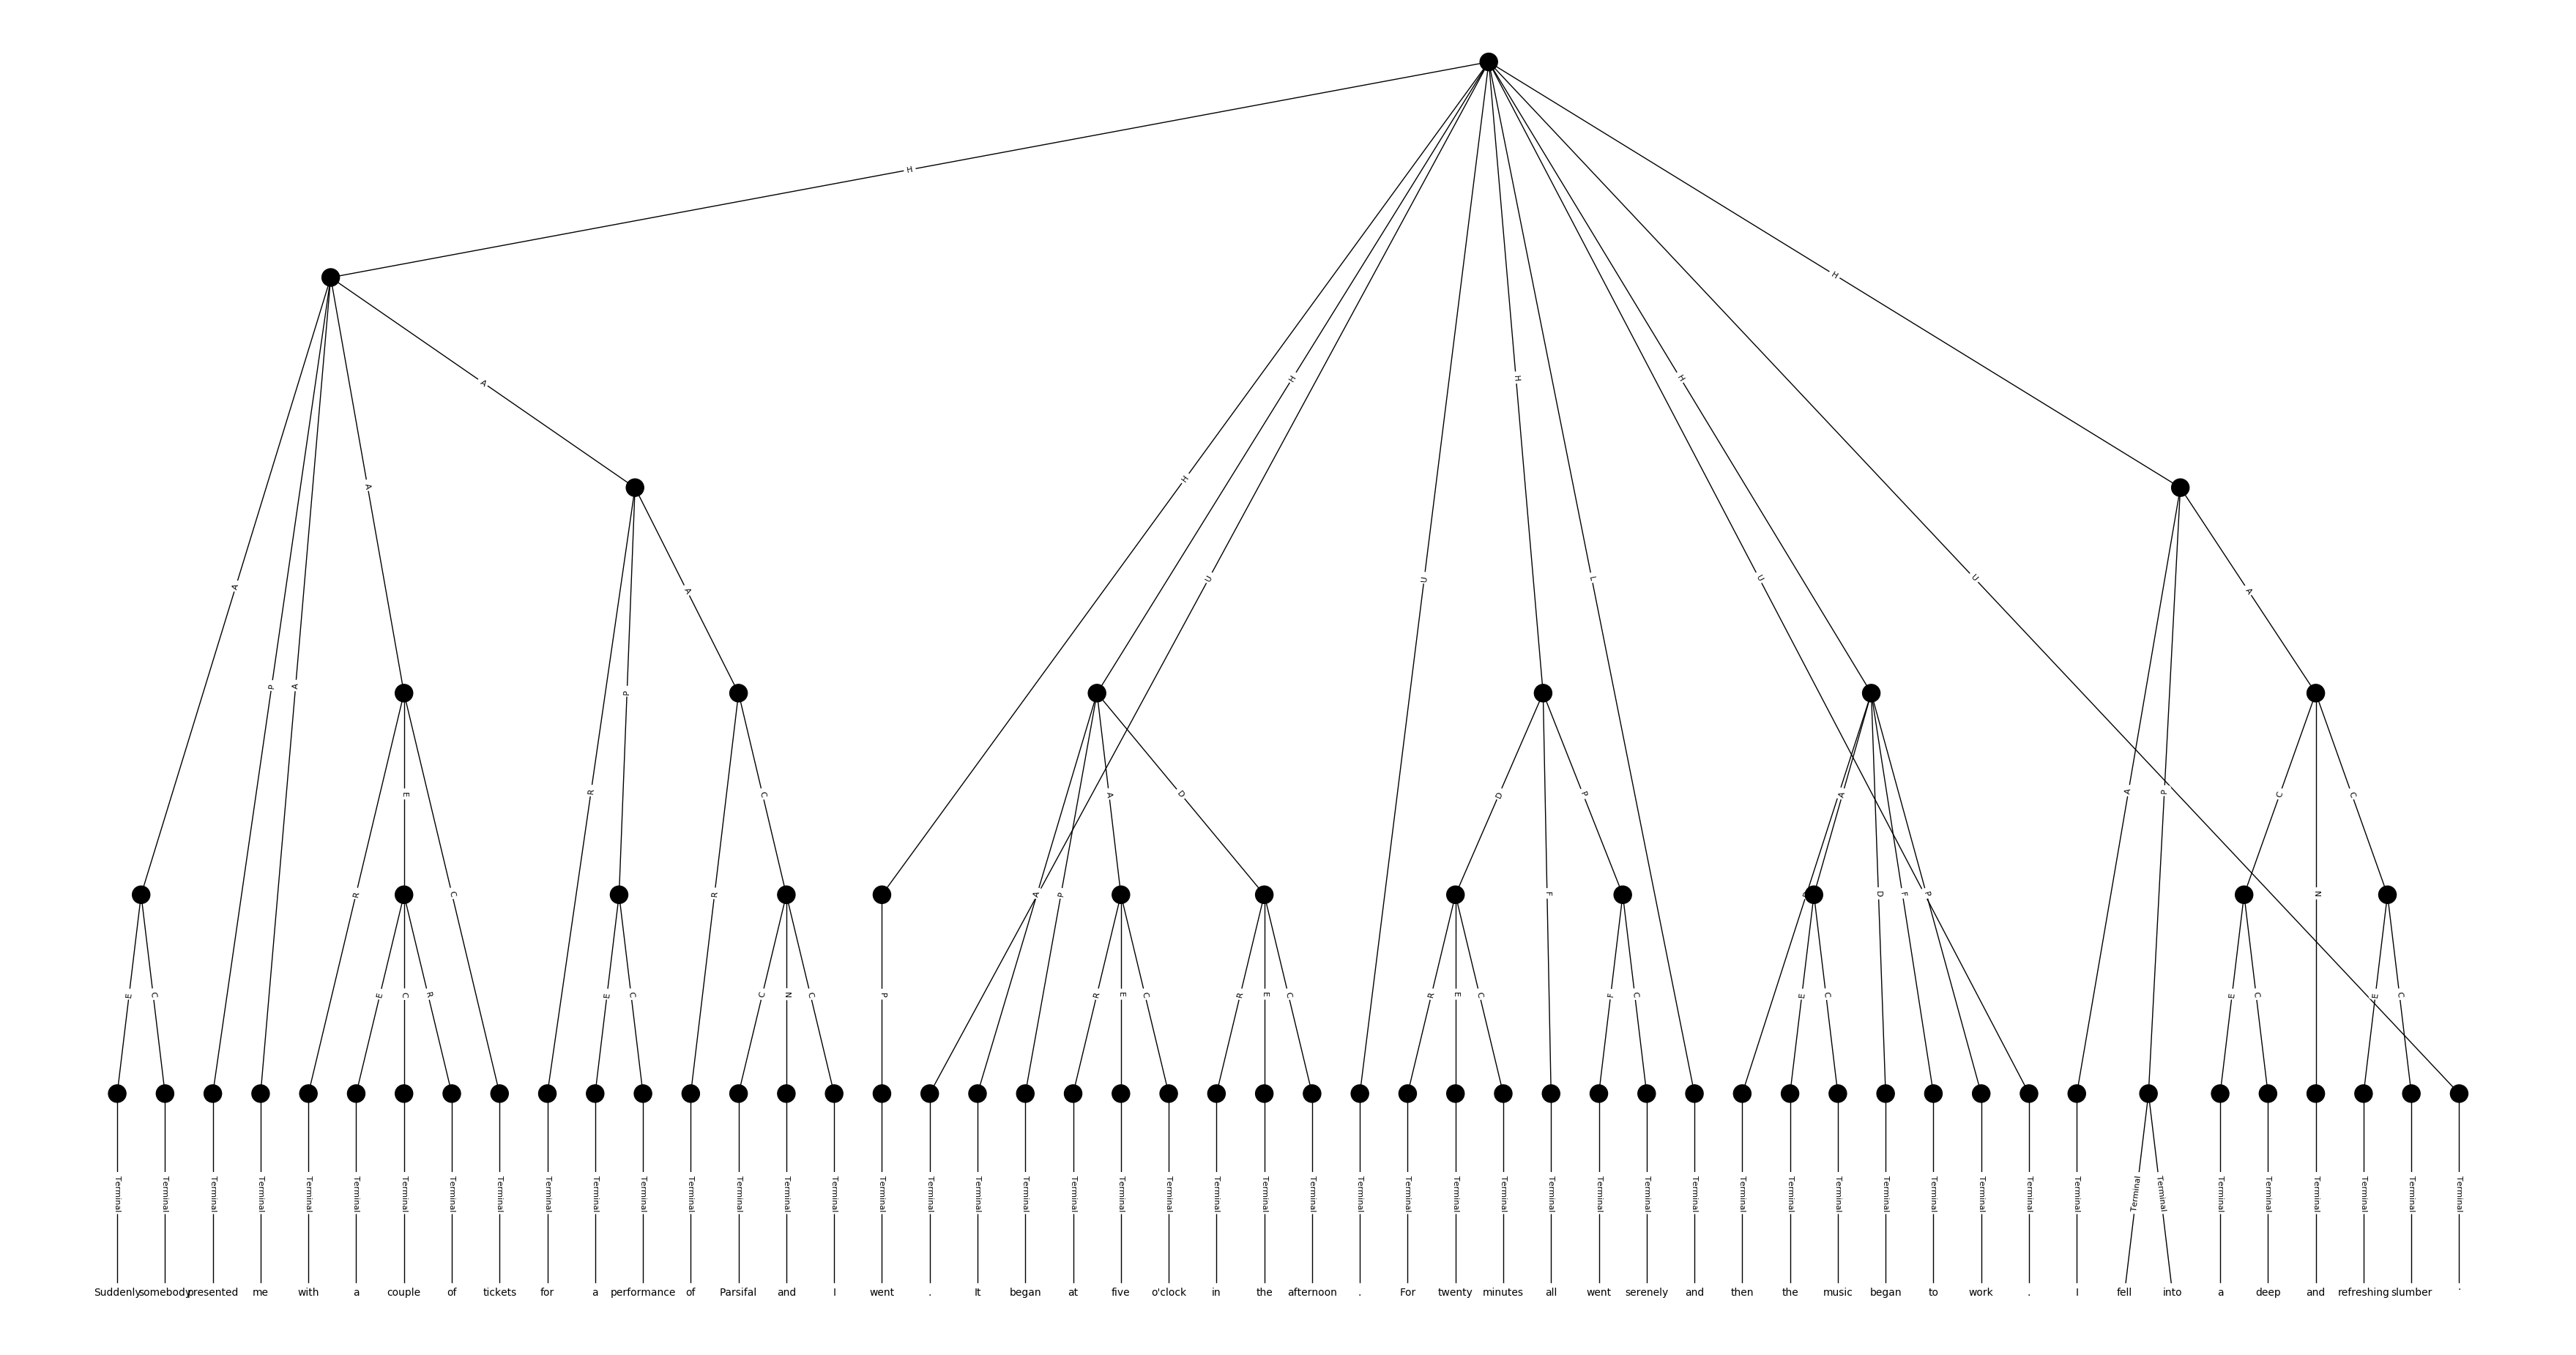 H
H
H
H
H
H
A
H
A
U
U
L
U
U
A
A
A
P
A
P
R
E
C
A
D
D
P
A
A
P
R
C
R
A
P
F
D
F
P
N
E
C
E
C
R
E
C
C
N
C
P
R
E
C
R
E
C
R
E
C
F
C
E
C
E
C
E
C
Terminal Terminal Terminal Terminal Terminal Terminal Terminal Terminal Terminal Terminal Terminal Terminal Terminal Terminal Terminal Terminal Terminal Terminal Terminal Terminal Terminal Terminal Terminal Terminal Terminal Terminal Terminal Terminal Terminal Terminal Terminal Terminal Terminal Terminal Terminal Terminal Terminal Terminal Terminal Terminal Terminal Terminal Terminal Terminal Terminal Terminal Terminal Terminal Terminal Terminal
Suddenly somebody presented me with a couple of tickets for a performance of Parsifal and I went . It began at five o'clock in the afternoon . For twenty minutes all went serenely and then the music began to work . I fell into a deep and refreshing slumber .